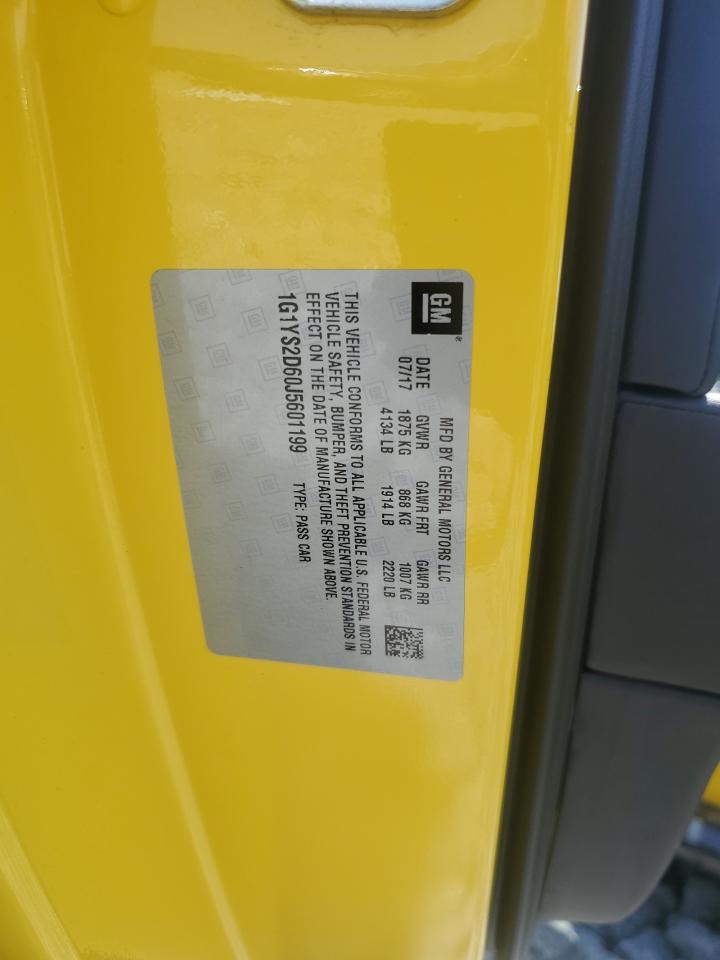 GM®
MFD BY GENERAL MOTORS LLC
DATE GVWR GAWR FRT GAWR RR
07/17 1875 KG 868 KG 1007 KG
4134 LB 1914 LB 2220 LB
THIS VEHICLE CONFORMS TO ALL APPLICABLE U.S. FEDERAL MOTOR
VEHICLE SAFETY, BUMPER, AND THEFT PREVENTION STANDARDS IN
EFFECT ON THE DATE OF MANUFACTURE SHOWN ABOVE.
1G1YS2D60J5601199 TYPE: PASS CAR